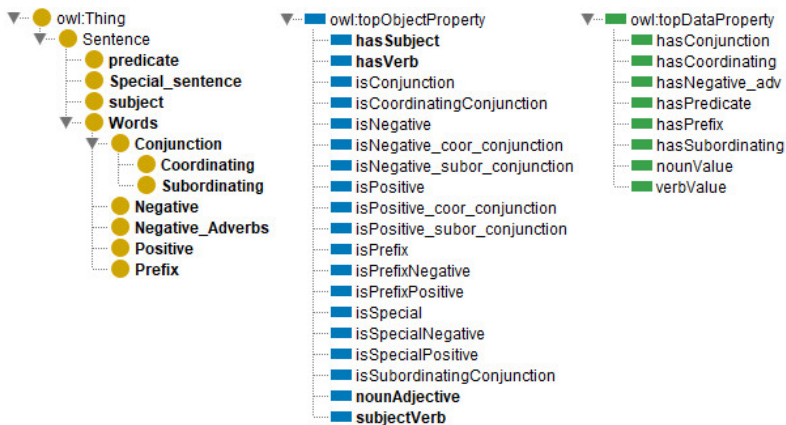 owl:Thing
Sentence
predicate
Special_sentence
subject
Words
Conjunction
Coordinating
Subordinating
Negative
Negative_Adverbs
Positive
Prefix
owl:topObjectProperty
hasSubject
hasVerb
isConjunction
isCoordinatingConjunction
isNegative
isNegative_coor_conjunction
isNegative_subor_conjunction
isPositive
isPositive_coor_conjunction
isPositive_subor_conjunction
isPrefix
isPrefixNegative
isPrefixPositive
isSpecial
isSpecialNegative
isSpecialPositive
isSubordinatingConjunction
nounAdjective
subjectVerb
owl:topDataProperty
hasConjunction
hasCoordinating
hasNegative_adv
hasPredicate
hasPrefix
hasSubordinating
nounValue
verbValue